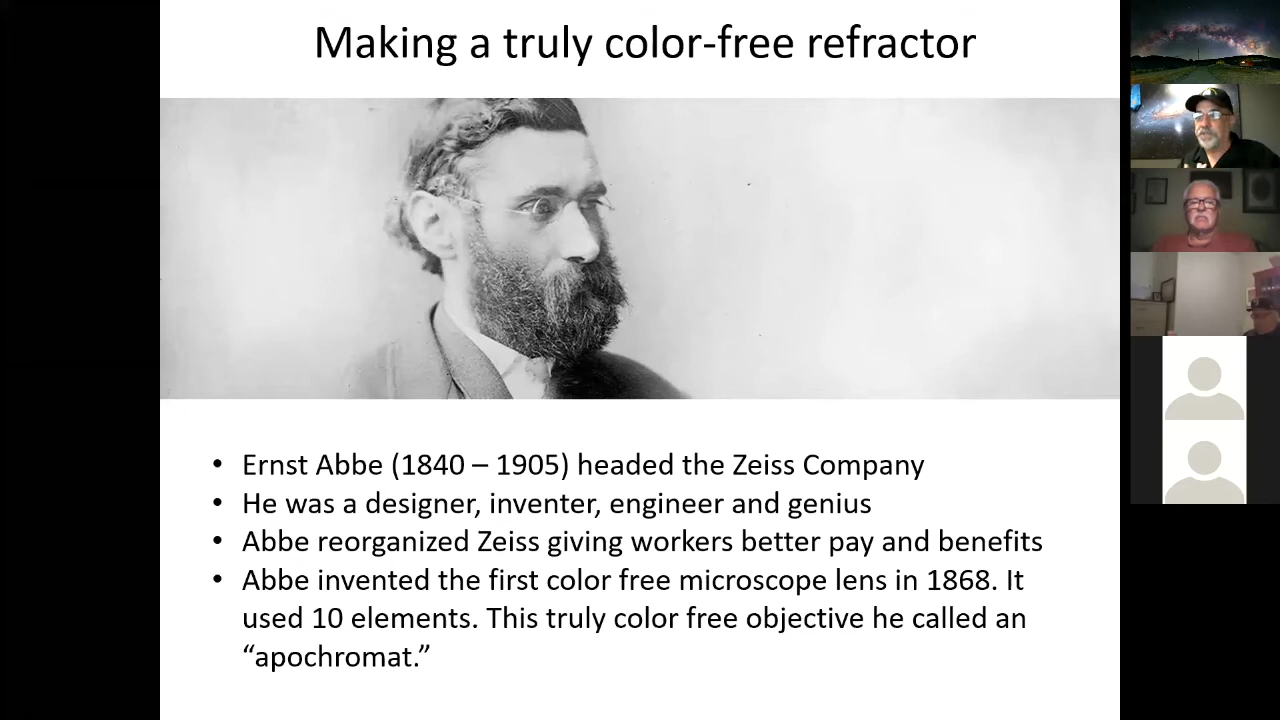 Making a truly color-free refractor
• Ernst Abbe (1840 – 1905) headed the Zeiss Company
• He was a designer, inventer, engineer and genius
• Abbe reorganized Zeiss giving workers better pay and benefits
• Abbe invented the first color free microscope lens in 1868. It
used 10 elements. This truly color free objective he called an
“apochromat.”